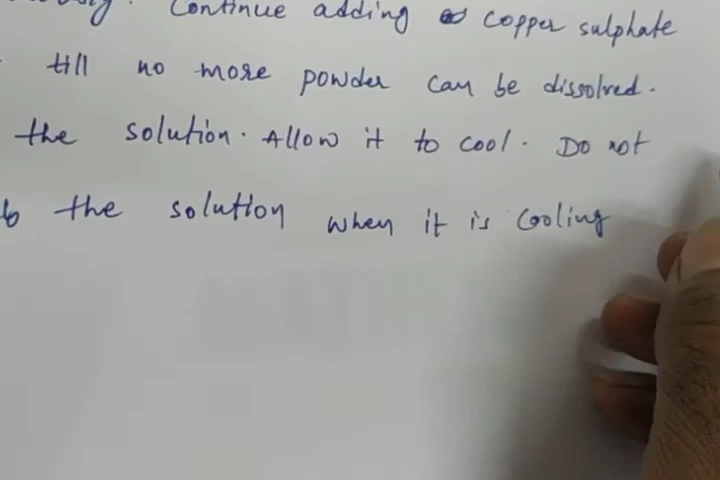 Continue adding copper sulphate
till no more powder can be dissolved.
the solution. Allow it to cool. Do not
the solution when it is cooling